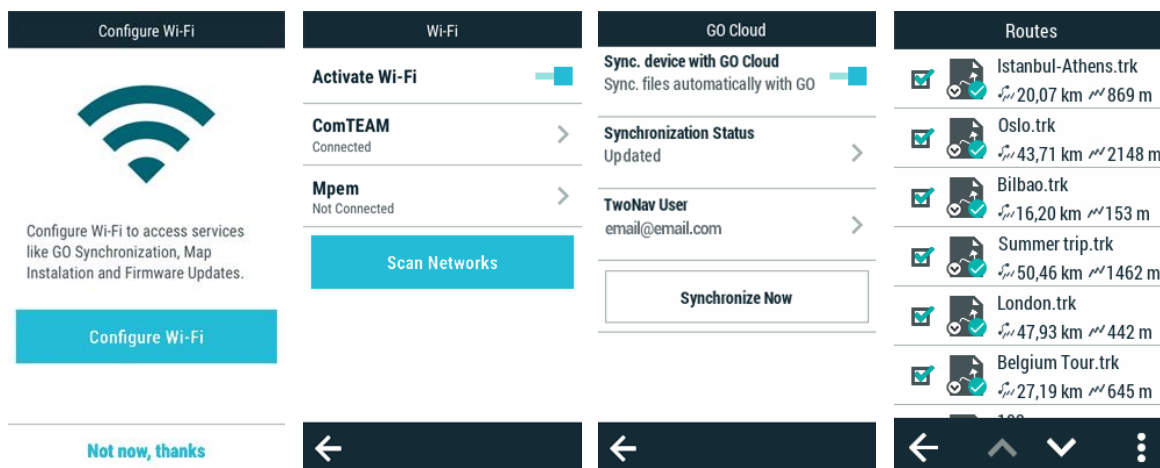 Configure Wi-Fi
Configure Wi-Fi to access services
like GO Synchronization, Map
Instalation and Firmware Updates.
Configure Wi-Fi
Not now, thanks
Wi-Fi
Activate Wi-Fi
ComTEAM
Connected
Mpem
Not Connected
Scan Networks
GO Cloud
Sync. device with GO Cloud
Sync. files automatically with GO
Synchronization Status
Updated
TwoNav User
email@email.com
Synchronize Now
Routes
Istanbul-Athens.trk
20,07 km 869 m
Oslo.trk
43,71 km 2148 m
Bilbao.trk
16,20 km 153 m
Summer trip.trk
50,46 km 1462 m
London.trk
47,93 km 442 m
Belgium Tour.trk
27,19 km 645 m